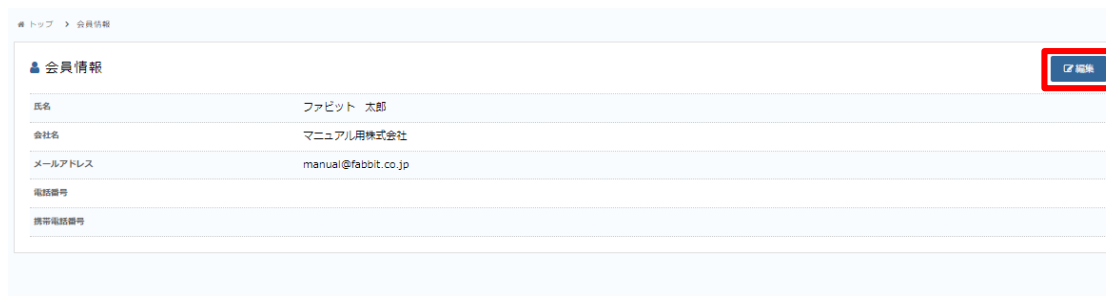 トップ > 会員情報
会員情報
編集
氏名 ファビット 太郎
会社名 マニュアル用株式会社
メールアドレス manual@fabbit.co.jp
電話番号
携帯電話番号